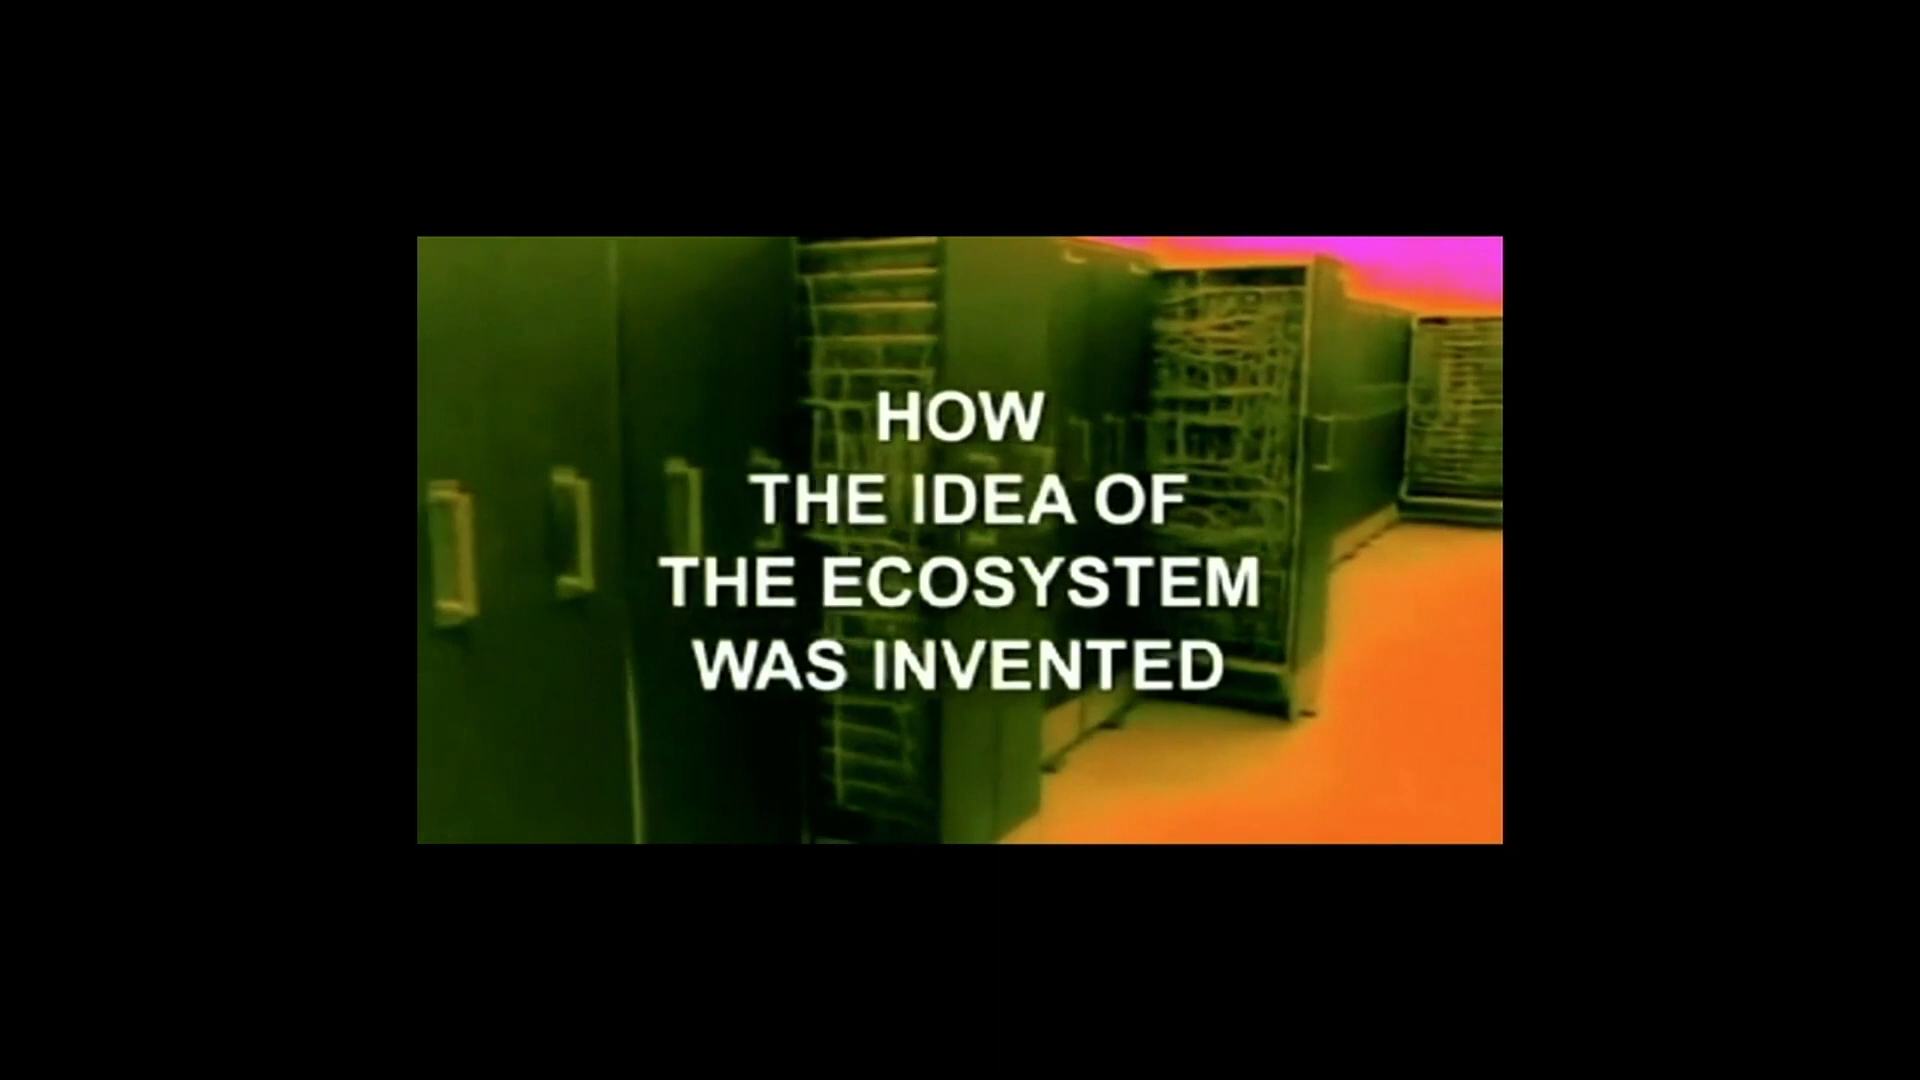 HOW
THE IDEA OF
THE ECOSYSTEM
WAS INVENTED